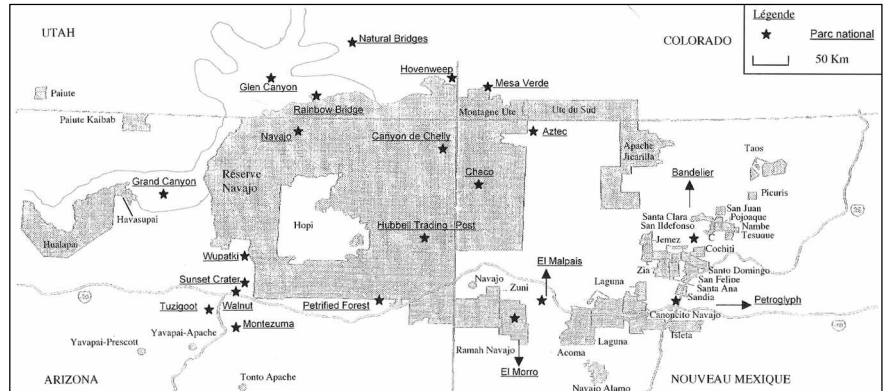 Légende
Parc national
50 Km
UTAH
COLORADO
Natural Bridges
Hovenweep
Mesa Verde
Glen Canyon
Paiute
Rainbow Bridge
Montagne Ute
Ute du Sud
Paiute Kaibab
Navajo
Canyon de Chelly
Aztec
Apache
Jicarilla
Taos
Bandelier
Réserve
Navajo
Chaco
Grand Canyon
Picuris
Havasupai
Hopi
San Juan
Santa Clara
Pojoaque
San Ildefonso
Nambe
Hualapai
Hubbell Trading - Post
Tesuque
Jemez
C
Cochiti
Wupatki
El Malpais
Zia
Santo Domingo
San Felipe
Sunset Crater
Navajo
Zuni
Laguna
Santa Ana
Sandia
Petroglyph
Tuzigoot
Walnut
Petrified Forest
Canoncito Navajo
Montezuma
Yavapai-Apache
Yavapai-Prescott
Ramah Navajo
Acoma
Laguna
Isleta
El Morro
ARIZONA
Tonto Apache
Navajo Alamo
NOUVEAU MEXIQUE